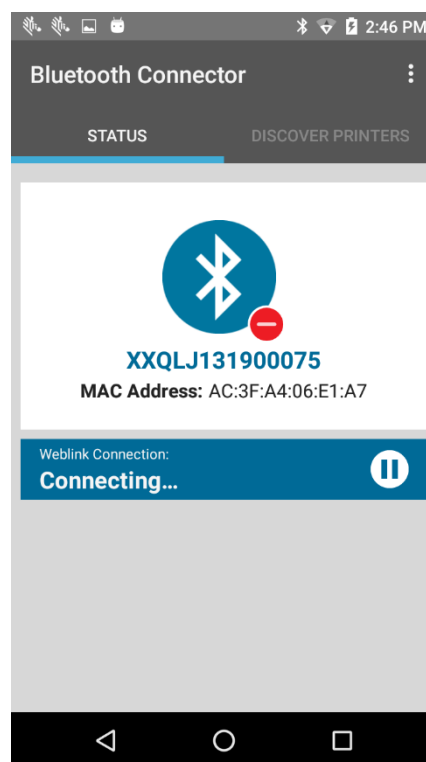 2:46 PM
Bluetooth Connector
STATUS
DISCOVER PRINTERS
XXQLJ131900075
MAC Address: AC:3F:A4:06:E1:A7
Weblink Connection:
Connecting...